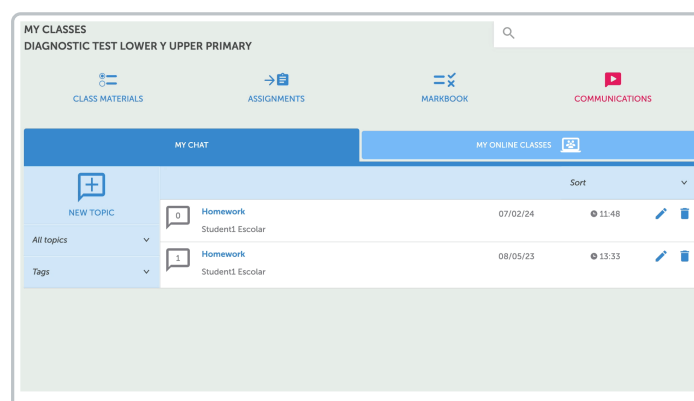 MY CLASSES
DIAGNOSTIC TEST LOWER Y UPPER PRIMARY
CLASS MATERIALS
ASSIGNMENTS
MARKBOOK
COMMUNICATIONS
MY CHAT
MY ONLINE CLASSES
NEW TOPIC
Sort
0 Homework 07/02/24 11:48
Student1 Escolar
All topics
1 Homework 08/05/23 13:33
Student1 Escolar
Tags